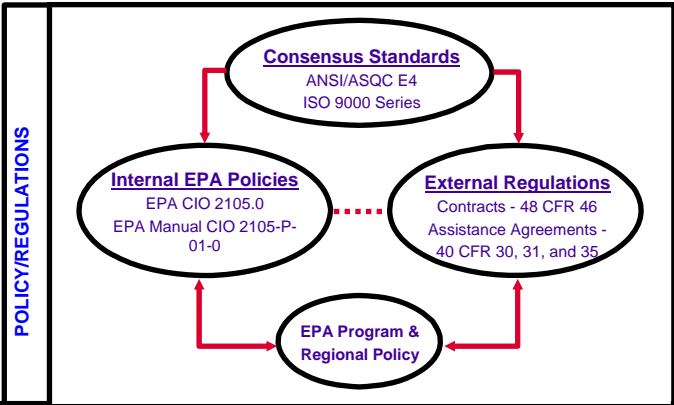 POLICY/REGULATIONS
Consensus Standards
ANSI/ASQC E4
ISO 9000 Series
Internal EPA Policies
EPA CIO 2105.0
EPA Manual CIO 2105-P-
01-0
External Regulations
Contracts - 48 CFR 46
Assistance Agreements -
40 CFR 30, 31, and 35
EPA Program &
Regional Policy